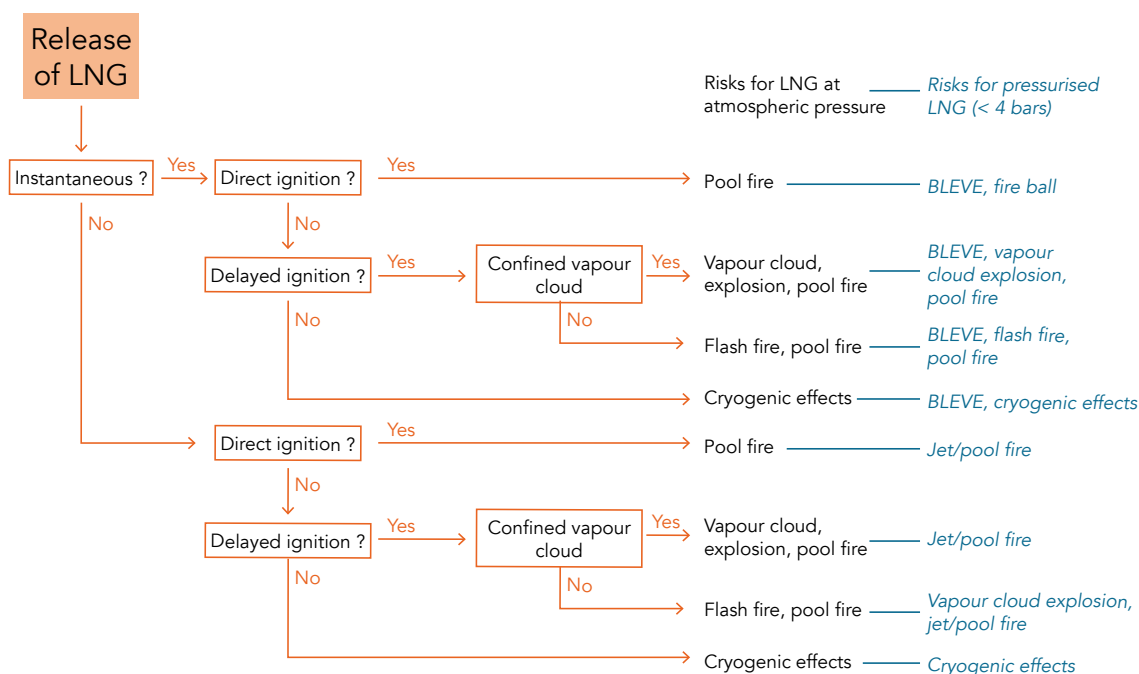 Release
of LNG
Risks for LNG at
atmospheric pressure
Risks for pressurised
LNG (< 4 bars)
Instantaneous ?
Yes
Direct ignition ?
Yes
Pool fire
BLEVE, fire ball
No
No
Delayed ignition ?
Yes
Confined vapour
cloud
Yes
Vapour cloud,
explosion, pool fire
BLEVE, vapour
cloud explosion,
pool fire
No
No
Flash fire, pool fire
BLEVE, flash fire,
pool fire
Cryogenic effects
BLEVE, cryogenic effects
Direct ignition ?
Yes
Pool fire
Jet/pool fire
No
Delayed ignition ?
Yes
Confined vapour
cloud
Yes
Vapour cloud,
explosion, pool fire
Jet/pool fire
No
No
Flash fire, pool fire
Vapour cloud explosion,
jet/pool fire
Cryogenic effects
Cryogenic effects